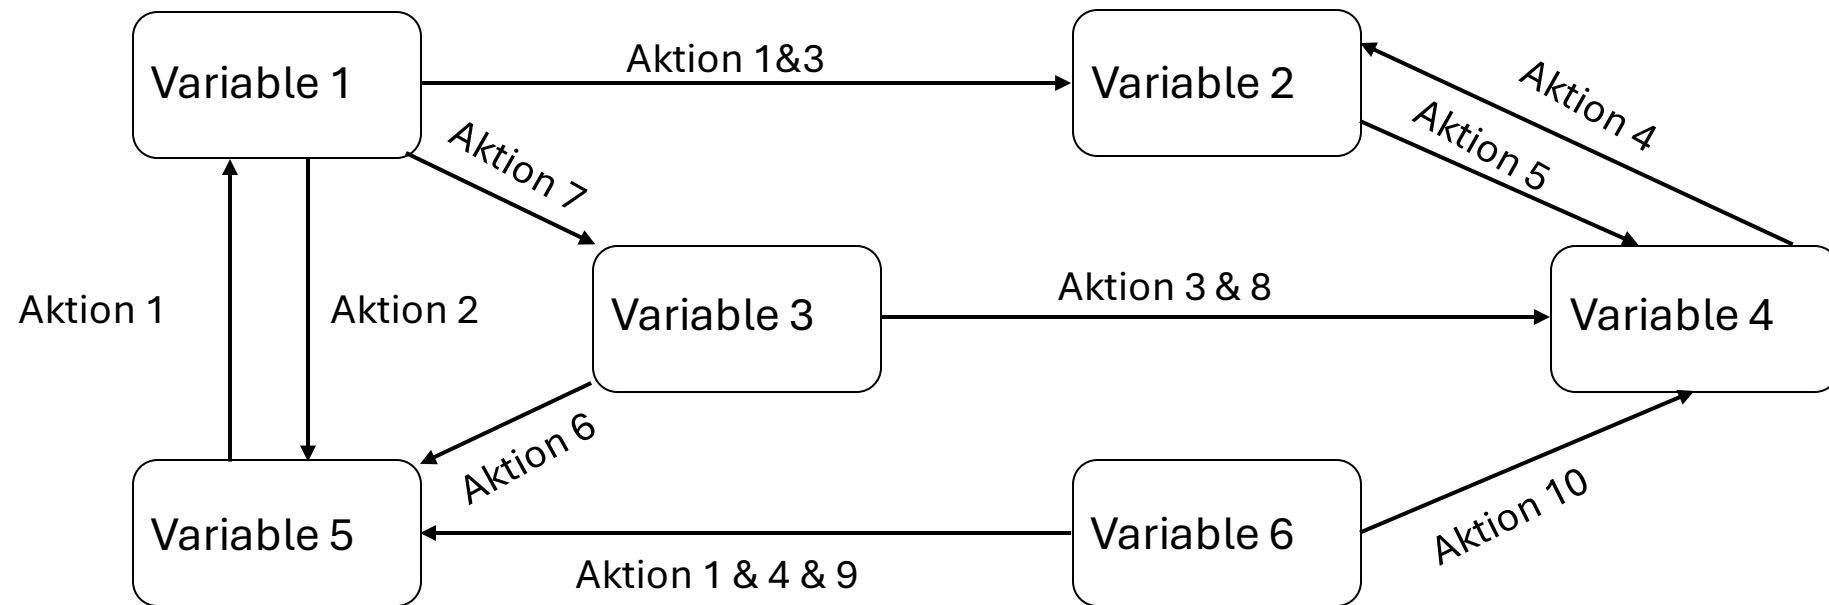 Variable 1
Aktion 1&3
Variable 2
Aktion 4
Aktion 5
Aktion 7
Aktion 1
Aktion 2
Variable 3
Aktion 3 & 8
Variable 4
Aktion 6
Variable 5
Aktion 1 & 4 & 9
Variable 6
Aktion 10